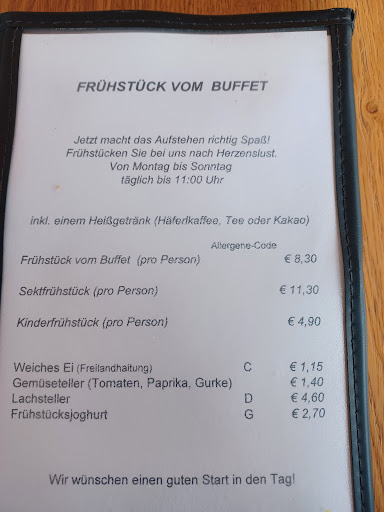 FRÜHSTÜCK VOM BUFFET
Jetzt macht das Aufstehen richtig Spaß!
Frühstücken Sie bei uns nach Herzenslust.
Von Montag bis Sonntag
täglich bis 11:00 Uhr
inkl. einem Heißgetränk (Häferlkaffee, Tee oder Kakao)
Allergene-Code
Frühstück vom Buffet (pro Person) € 8,30
Sektfrühstück (pro Person) € 11,30
Kinderfrühstück (pro Person) € 4,90
Weiches Ei (Freilandhaltung) C € 1,15
Gemüseteller (Tomaten, Paprika, Gurke) € 1,40
Lachsteller D € 4,60
Frühstücksjoghurt G € 2,70
Wir wünschen einen guten Start in den Tag!